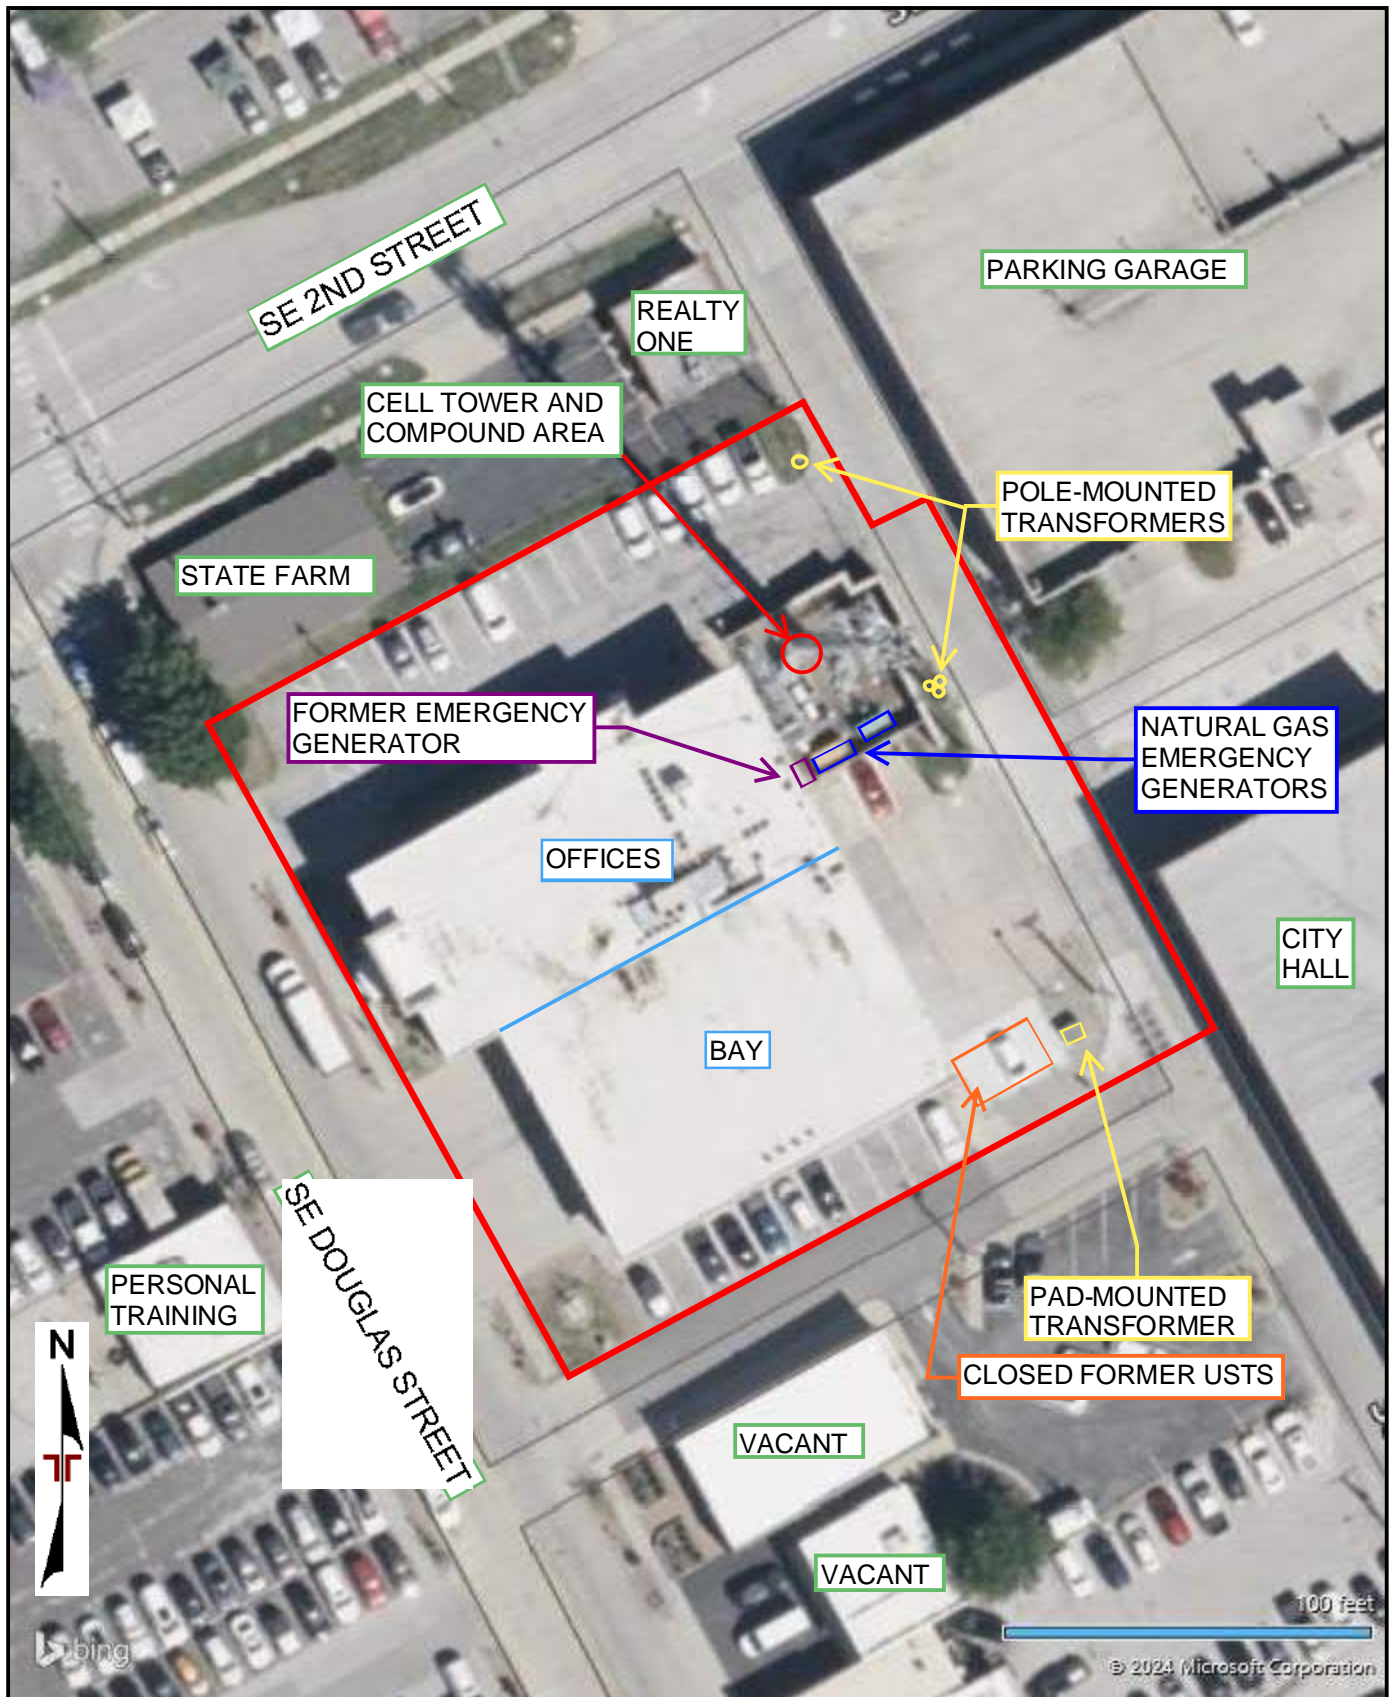 SE 2ND STREET
PARKING GARAGE
REALTY
ONE
CELL TOWER AND
COMPOUND AREA
POLE-MOUNTED
TRANSFORMERS
STATE FARM
FORMER EMERGENCY
GENERATOR
NATURAL GAS
EMERGENCY
GENERATORS
OFFICES
CITY
HALL
BAY
SE DOUGLAS STREET
PERSONAL
TRAINING
PAD-MOUNTED
TRANSFORMER
CLOSED FORMER USTS
N
VACANT
VACANT
100 feet
bing
© 2024 Microsoft Corporation